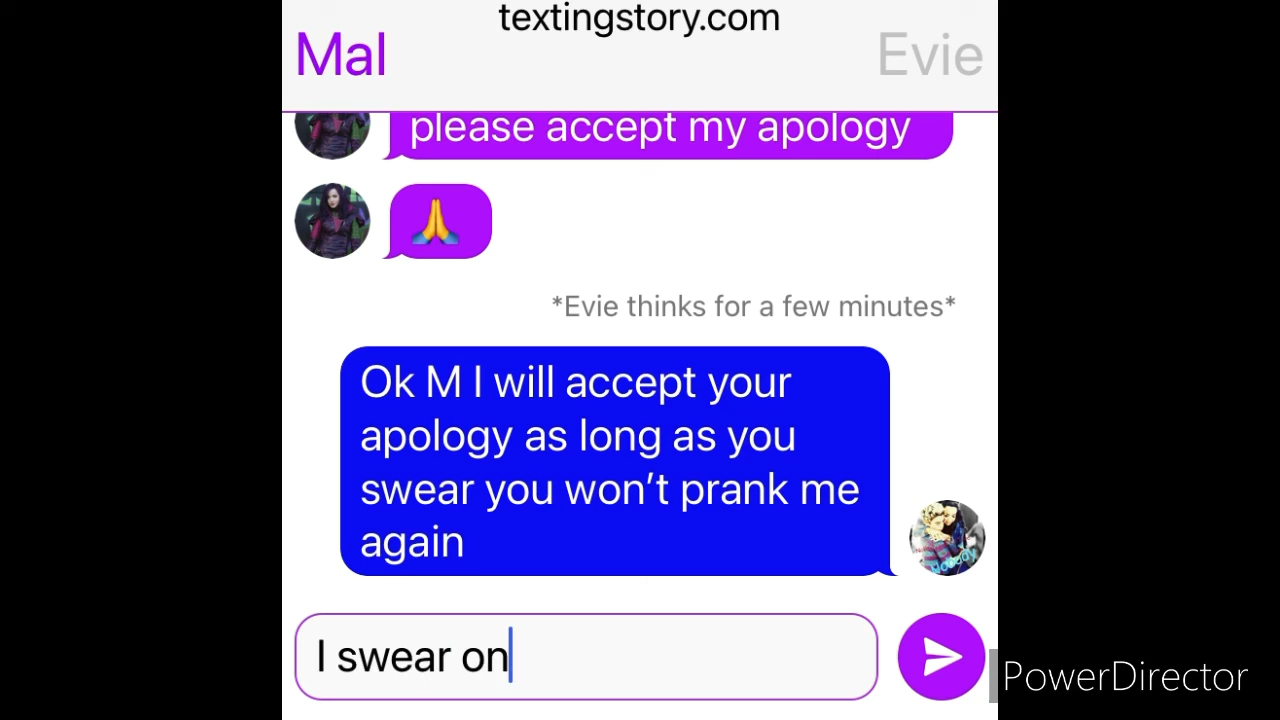 textingstory.com
Mal
Evie
please accept my apology
🙏
*Evie thinks for a few minutes*
Ok M I will accept your
apology as long as you
swear you won’t prank me
again
I swear on
PowerDirector